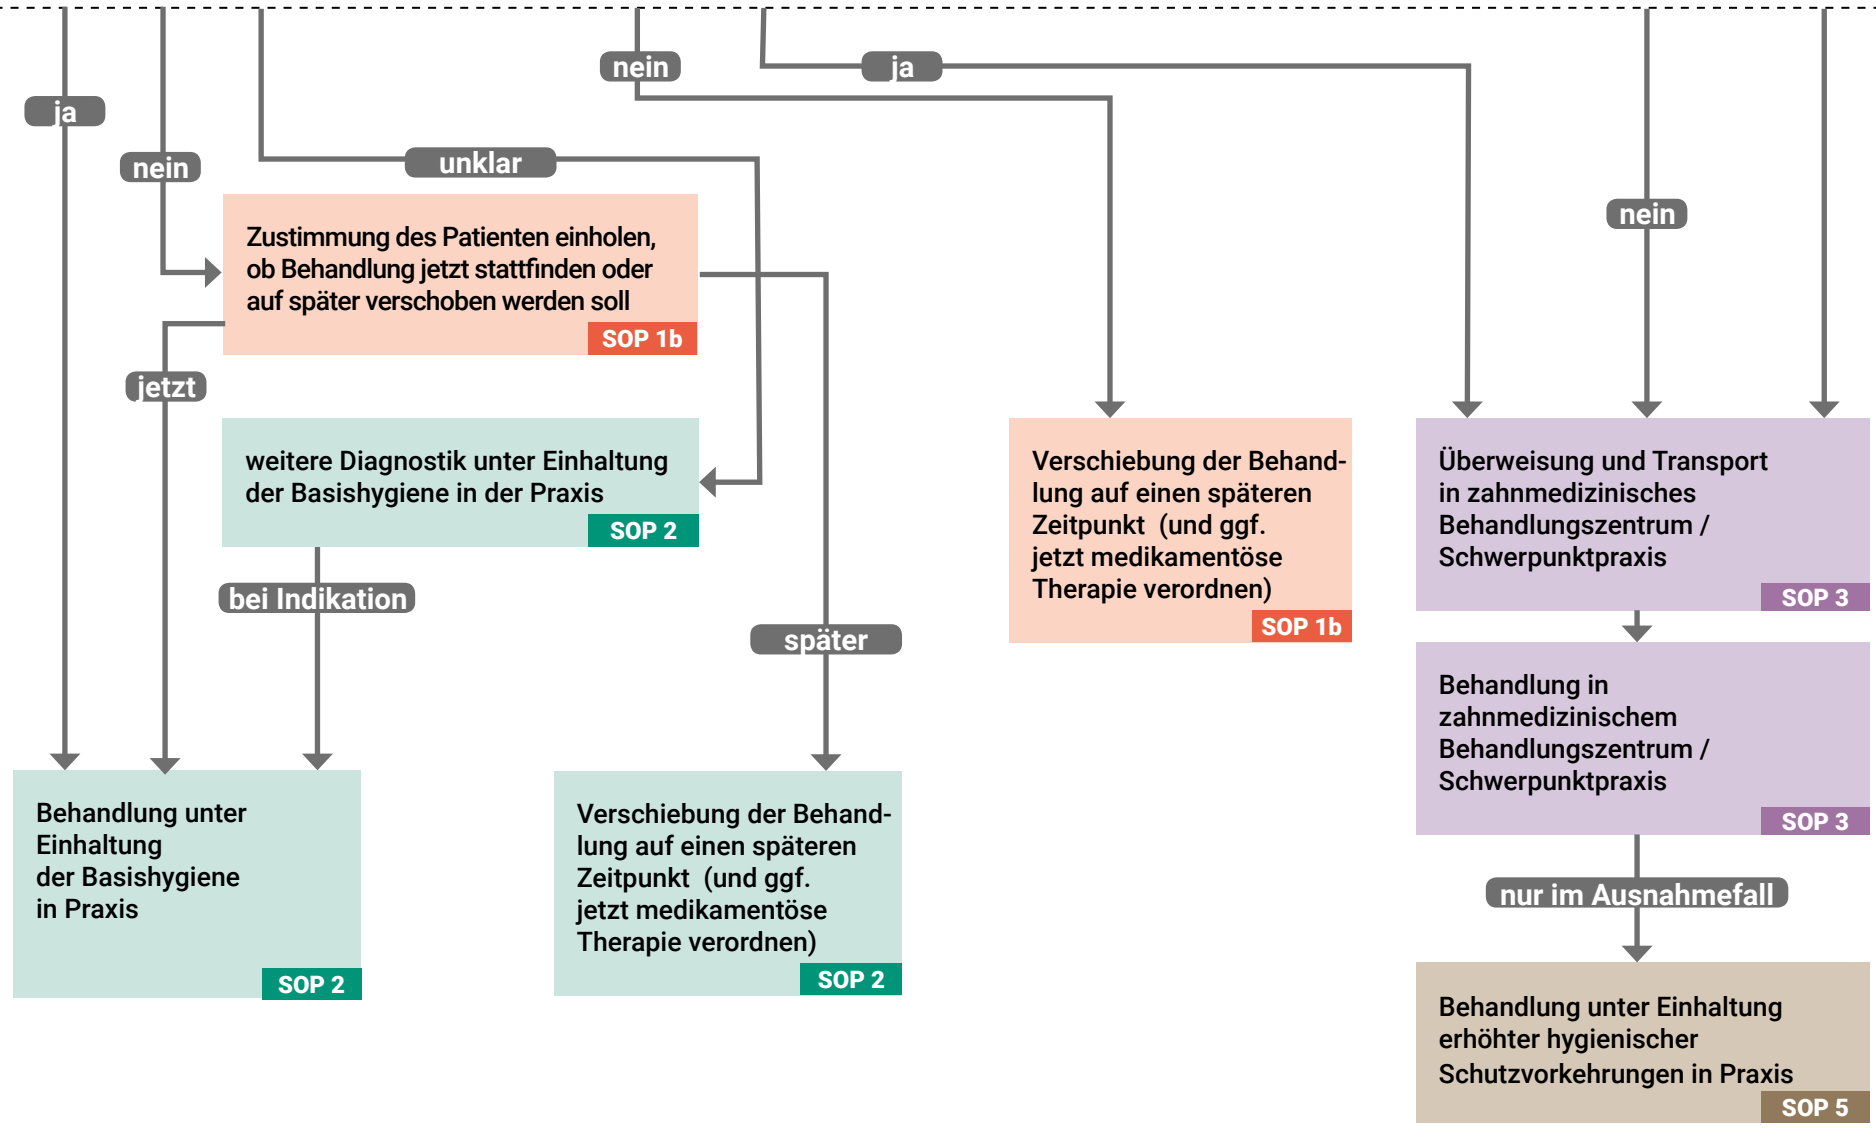 nein
ja
ja
nein
unklar
nein
Zustimmung des Patienten einholen,
ob Behandlung jetzt stattfinden oder
auf später verschoben werden soll
SOP 1b
jetzt
weitere Diagnostik unter Einhaltung
der Basishygiene in der Praxis
SOP 2
bei Indikation
später
Verschiebung der Behand-
lung auf einen späteren
Zeitpunkt (und ggf.
jetzt medikamentöse
Therapie verordnen)
SOP 1b
Überweisung und Transport
in zahnmedizinisches
Behandlungszentrum /
Schwerpunktpraxis
SOP 3
Behandlung in
zahnmedizinischem
Behandlungszentrum /
Schwerpunktpraxis
SOP 3
Behandlung unter
Einhaltung
der Basishygiene
in Praxis
SOP 2
Verschiebung der Behand-
lung auf einen späteren
Zeitpunkt (und ggf.
jetzt medikamentöse
Therapie verordnen)
SOP 2
nur im Ausnahmefall
Behandlung unter Einhaltung
erhöhter hygienischer
Schutzvorkehrungen in Praxis
SOP 5